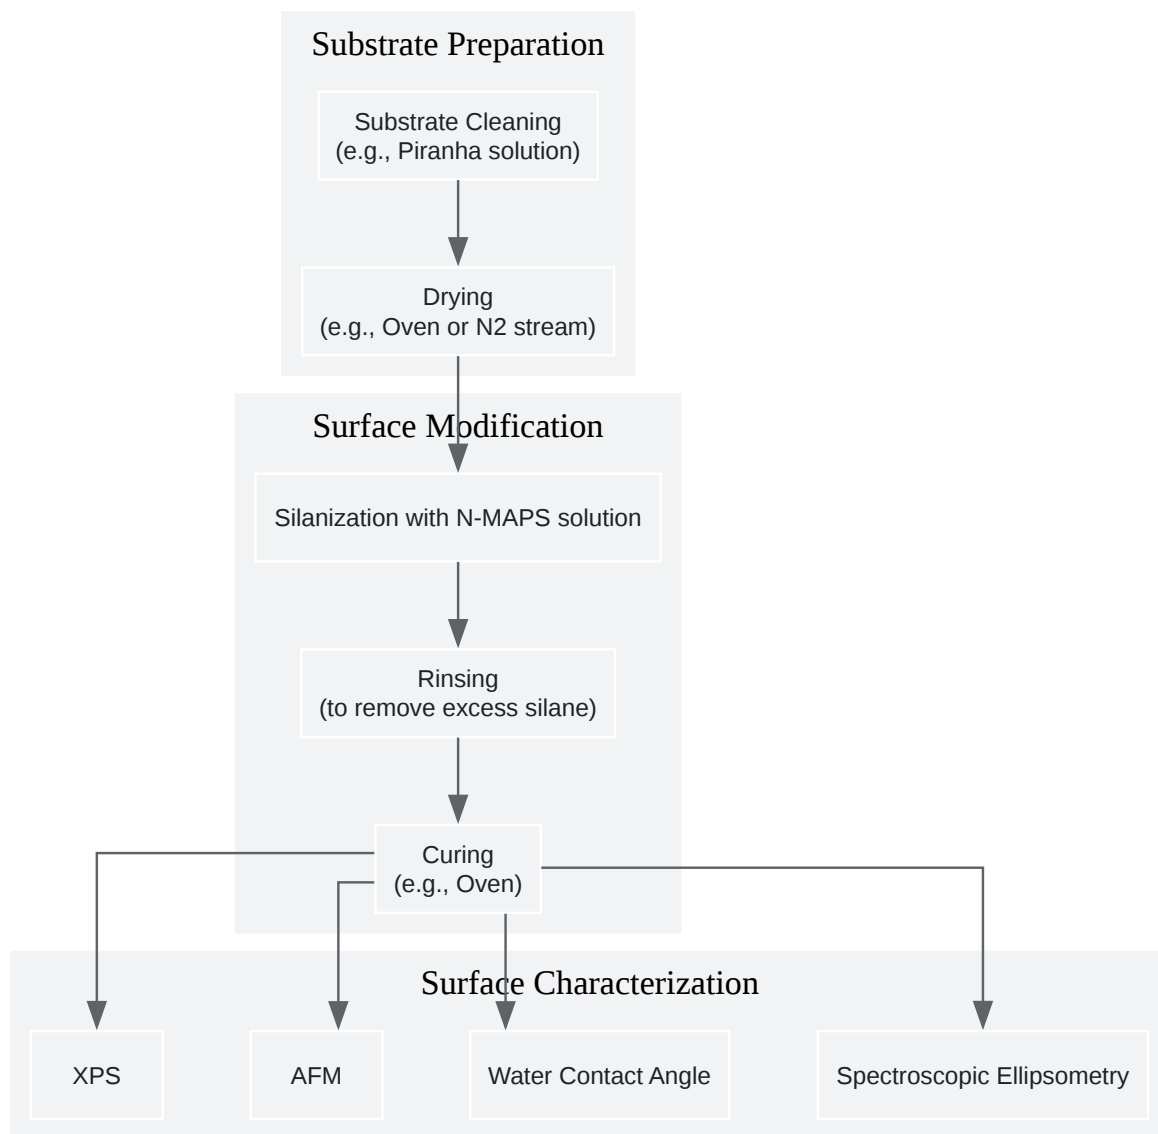 Substrate Preparation
Substrate Cleaning
(e.g., Piranha solution)
Drying
(e.g., Oven or N2 stream)
Surface Modification
Silanization with N-MAPS solution
Rinsing
(to remove excess silane)
Curing
(e.g., Oven)
Surface Characterization
XPS
AFM
Water Contact Angle
Spectroscopic Ellipsometry